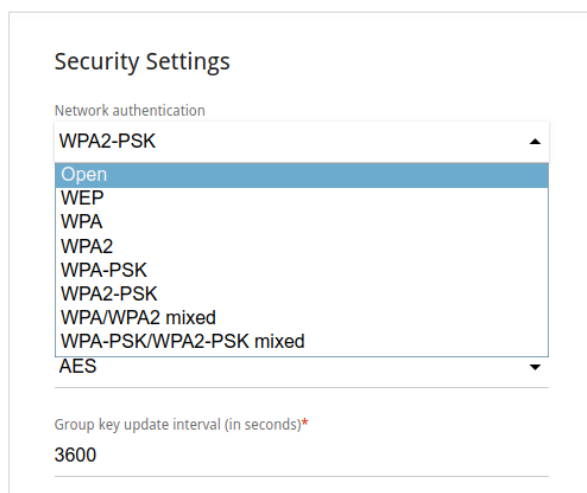 Security Settings
Network authentication
WPA2-PSK
Open
WEP
WPA
WPA2
WPA-PSK
WPA2-PSK
WPA/WPA2 mixed
WPA-PSK/WPA2-PSK mixed
AES
Group key update interval (in seconds)*
3600